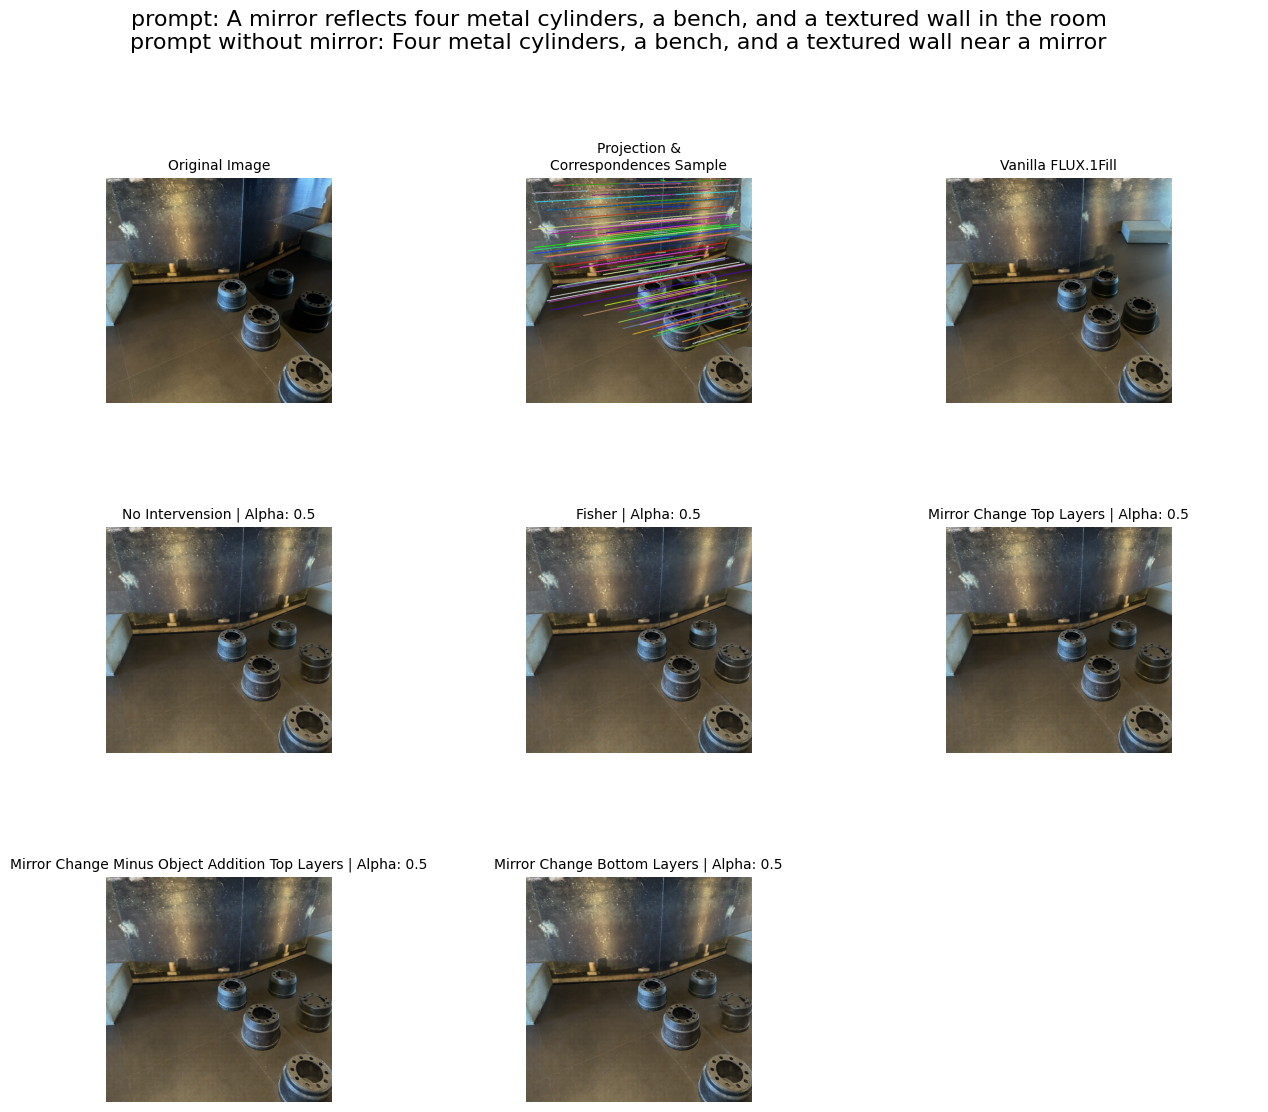 prompt: A mirror reflects four metal cylinders, a bench, and a textured wall in the room
prompt without mirror: Four metal cylinders, a bench, and a textured wall near a mirror
Original Image
Projection &
Correspondences Sample
Vanilla FLUX.1Fill
No Intervension | Alpha: 0.5
Fisher | Alpha: 0.5
Mirror Change Top Layers | Alpha: 0.5
Mirror Change Minus Object Addition Top Layers | Alpha: 0.5
Mirror Change Bottom Layers | Alpha: 0.5